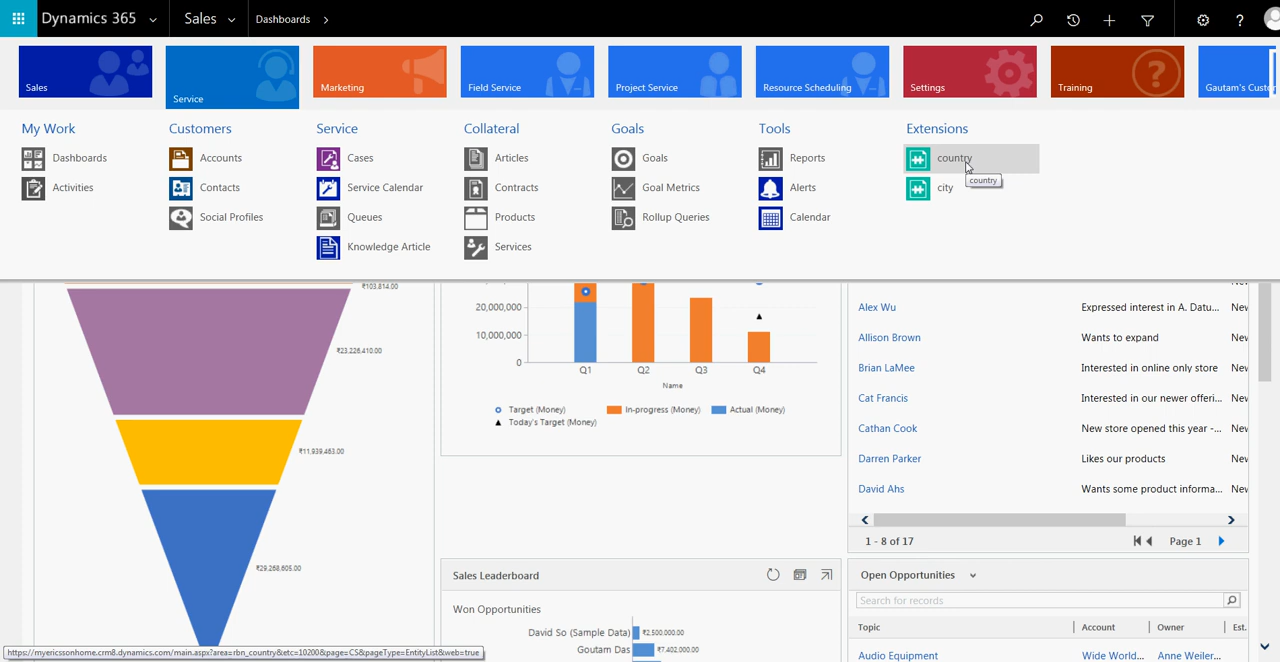 Dynamics 365 Sales Dashboards
Sales Service Marketing Field Service Project Service Resource Scheduling Settings Training Gautam's Custo
My Work
Dashboards
Activities
Customers
Accounts
Contacts
Social Profiles
Service
Cases
Service Calendar
Queues
Knowledge Article
Collateral
Articles
Contracts
Products
Services
Goals
Goals
Goal Metrics
Rollup Queries
Tools
Reports
Alerts
Calendar
Extensions
country
country
city
₹103,814.00
₹23,226,410.00
₹11,939,463.00
₹29,268,605.00
20,000,000
10,000,000
0
Q1 Q2 Q3 Q4
Name
Target (Money) In-progress (Money) Actual (Money)
Today's Target (Money)
Alex Wu Expressed interest in A. Datu... New
Allison Brown Wants to expand New
Brian LaMee Interested in online only store New
Cat Francis Interested in our newer offeri... New
Cathan Cook New store opened this year -... New
Darren Parker Likes our products New
David Ahs Wants some product informa... New
1 - 8 of 17 Page 1
Sales Leaderboard
Won Opportunities
David So (Sample Data) ₹2,500,000.00
Goutam Das ₹7,402,000.00
Open Opportunities
Search for records
Topic Account Owner Est.
Audio Equipment Wide World... Anne Weiler...
https://myericssonhome.crm8.dynamics.com/main.aspx?area=rbn_country&etc=10200&page=CS&pageType=EntityList&web=true